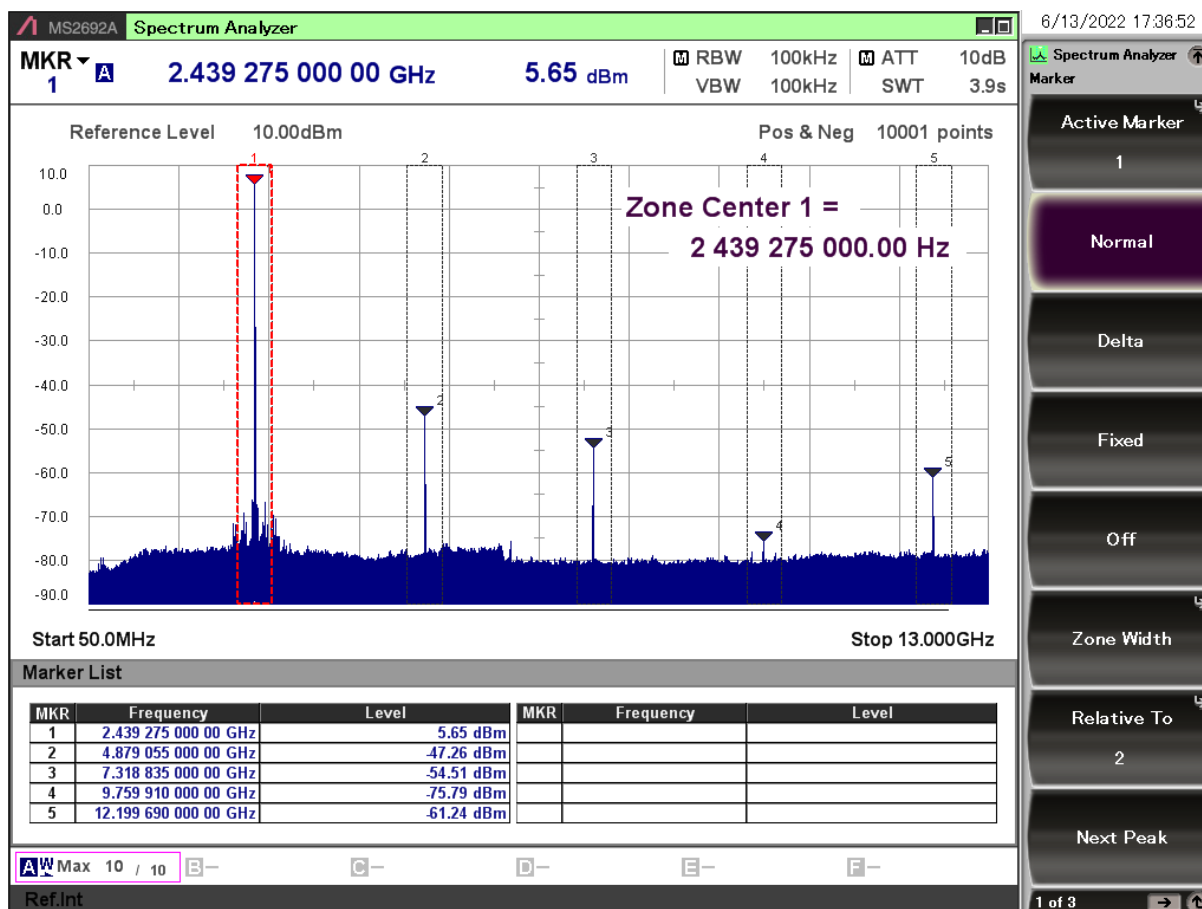 MS2692A Spectrum Analyzer
6/13/2022 17:36:52
MKR A 2.439 275 000 00 GHz 5.65 dBm M RBW 100kHz M ATT 10dB
1 VBW 100kHz SWT 3.9s
Reference Level 10.00dBm Pos & Neg 10001 points
1 2 3 4 5
10.0
0.0
-10.0
-20.0
-30.0
-40.0
-50.0
-60.0
-70.0
-80.0
-90.0
Zone Center 1 =
2 439 275 000.00 Hz
2
3
4
5
Start 50.0MHz Stop 13.000GHz
Marker List
MKR Frequency Level MKR Frequency Level
1 2.439 275 000 00 GHz 5.65 dBm
2 4.879 055 000 00 GHz -47.26 dBm
3 7.318 835 000 00 GHz -54.51 dBm
4 9.759 910 000 00 GHz -75.79 dBm
5 12.199 690 000 00 GHz -61.24 dBm
A W Max 10 / 10 B— C— D— E— F—
Ref.Int
Spectrum Analyzer
Marker
Active Marker
1
Normal
Delta
Fixed
Off
Zone Width
Relative To
2
Next Peak
1 of 3